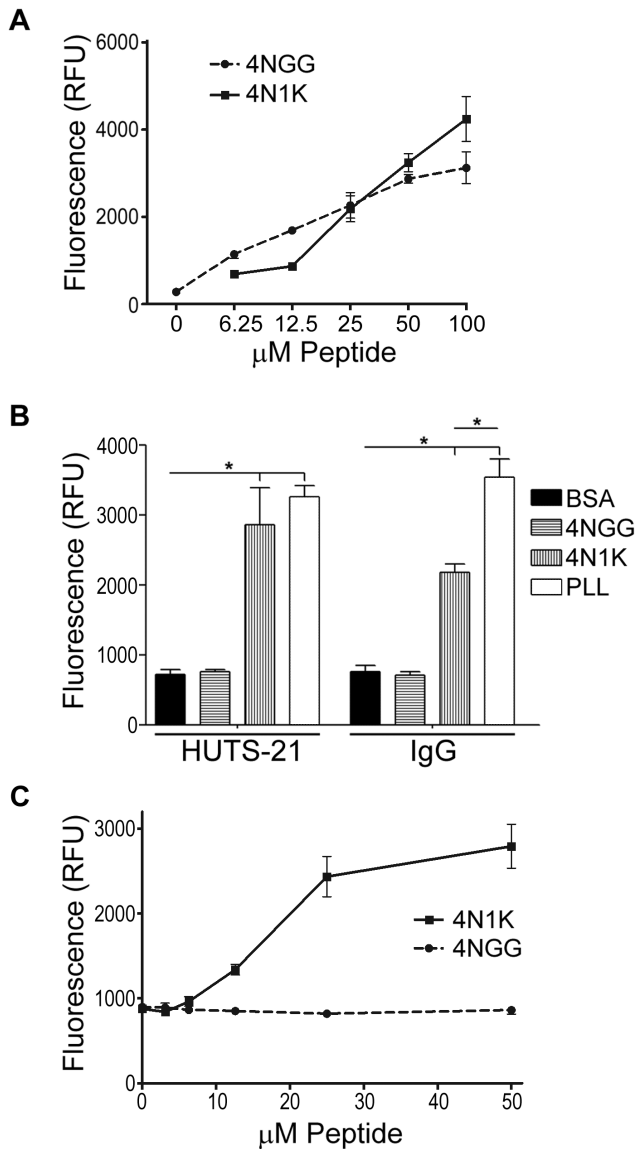 A
Fluorescence (RFU)
6000
4000
2000
0
4NGG
4N1K
0 6.25 12.5 25 50 100
μM Peptide
B
Fluorescence (RFU)
4000
3000
2000
1000
0
*
*
*
BSA
4NGG
4N1K
PLL
HUTS-21 IgG
C
Fluorescence (RFU)
3000
2000
1000
0
4N1K
4NGG
0 10 20 30 40 50
μM Peptide